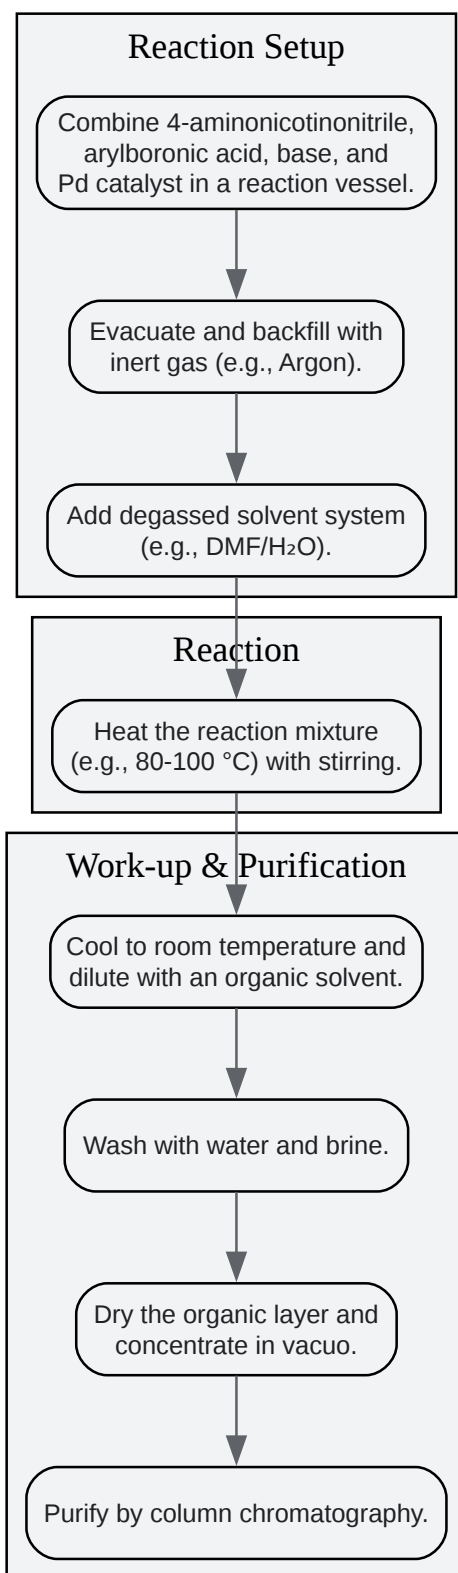 Reaction Setup
Combine 4-aminonicotinonitrile,
arylboronic acid, base, and
Pd catalyst in a reaction vessel.
Evacuate and backfill with
inert gas (e.g., Argon).
Add degassed solvent system
(e.g., DMF/H₂O).
Reaction
Heat the reaction mixture
(e.g., 80-100 °C) with stirring.
Work-up & Purification
Cool to room temperature and
dilute with an organic solvent.
Wash with water and brine.
Dry the organic layer and
concentrate in vacuo.
Purify by column chromatography.